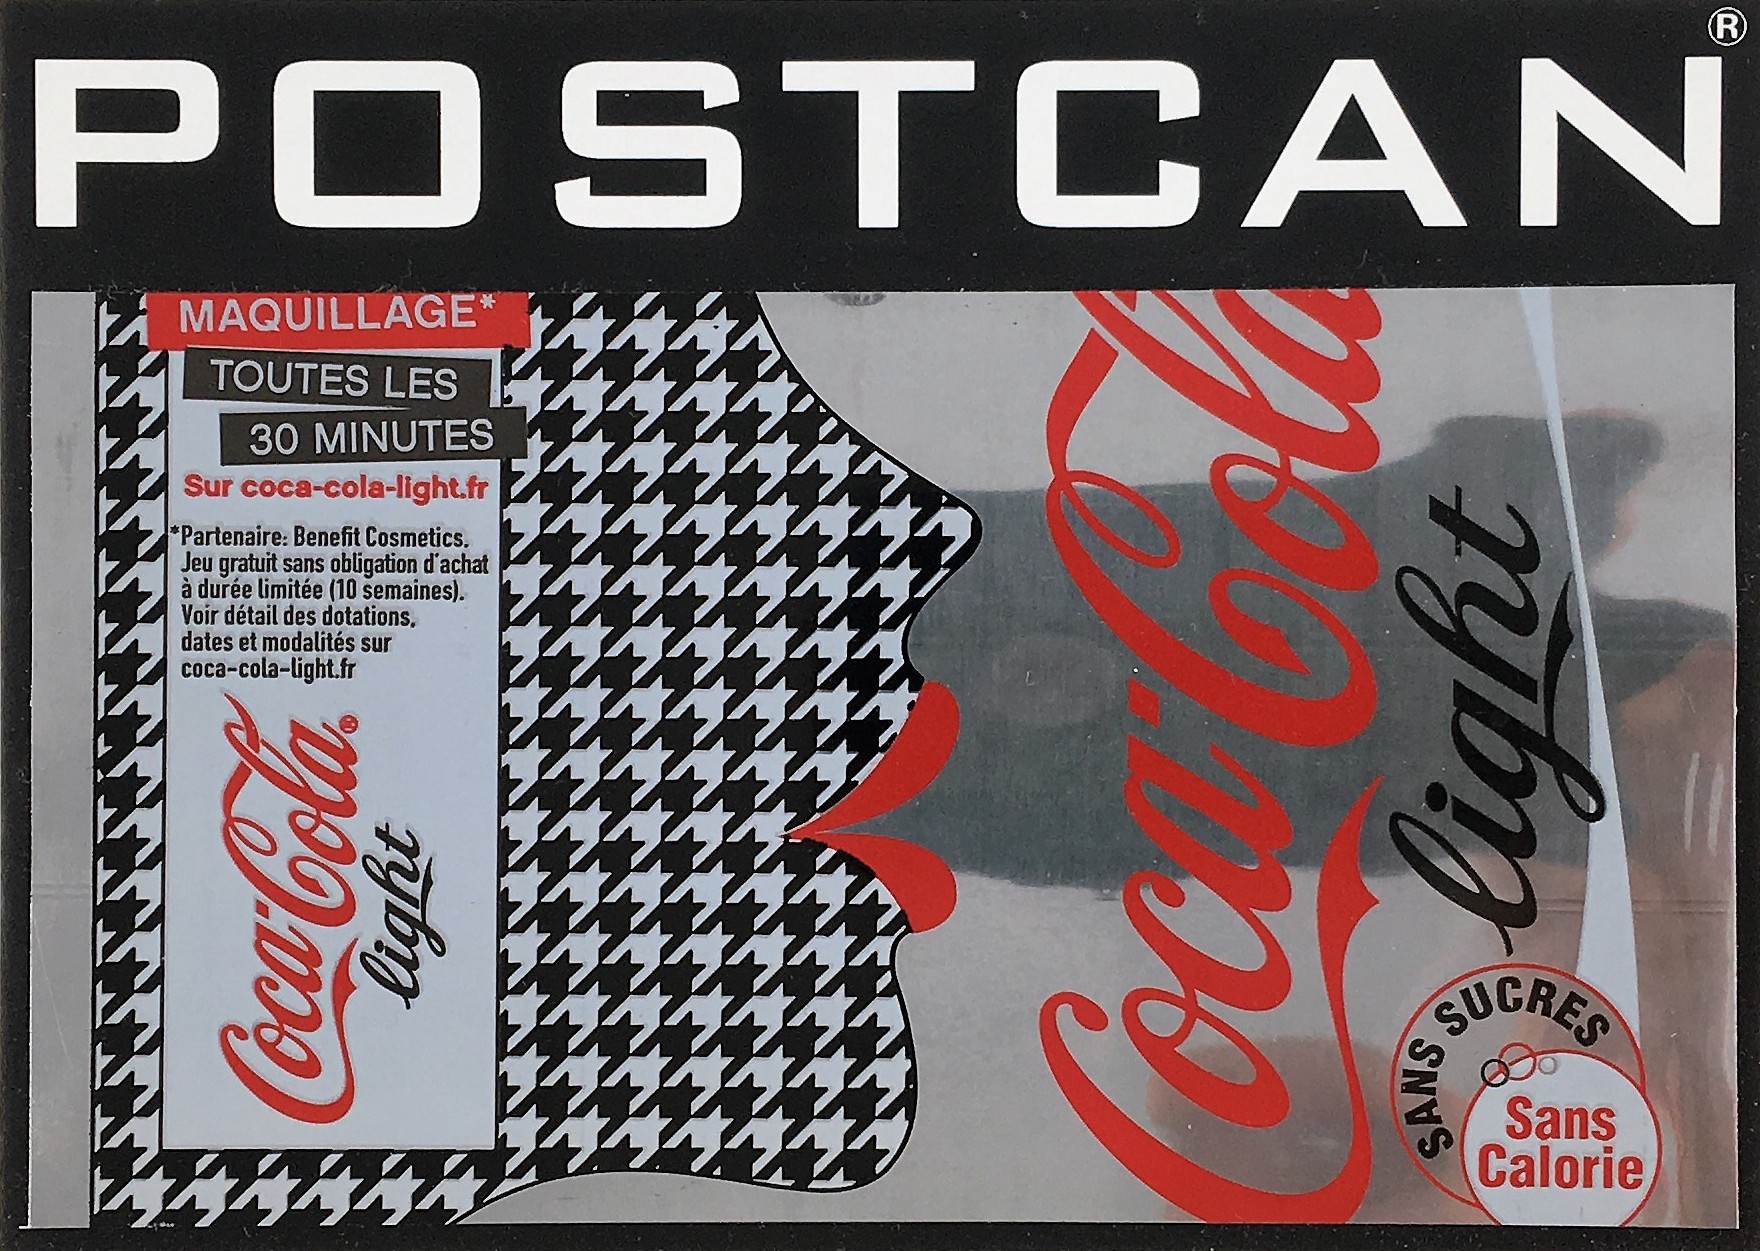 POSTCAN®
MAQUILLAGE*
TOUTES LES
30 MINUTES
Sur coca-cola-light.fr
*Partenaire: Benefit Cosmetics.
Jeu gratuit sans obligation d'achat
à durée limitée (10 semaines).
Voir détail des dotations,
dates et modalités sur
coca-cola-light.fr
Coca-Cola®
light
Coca-Cola
light
SANS SUCRES
Sans
Calorie